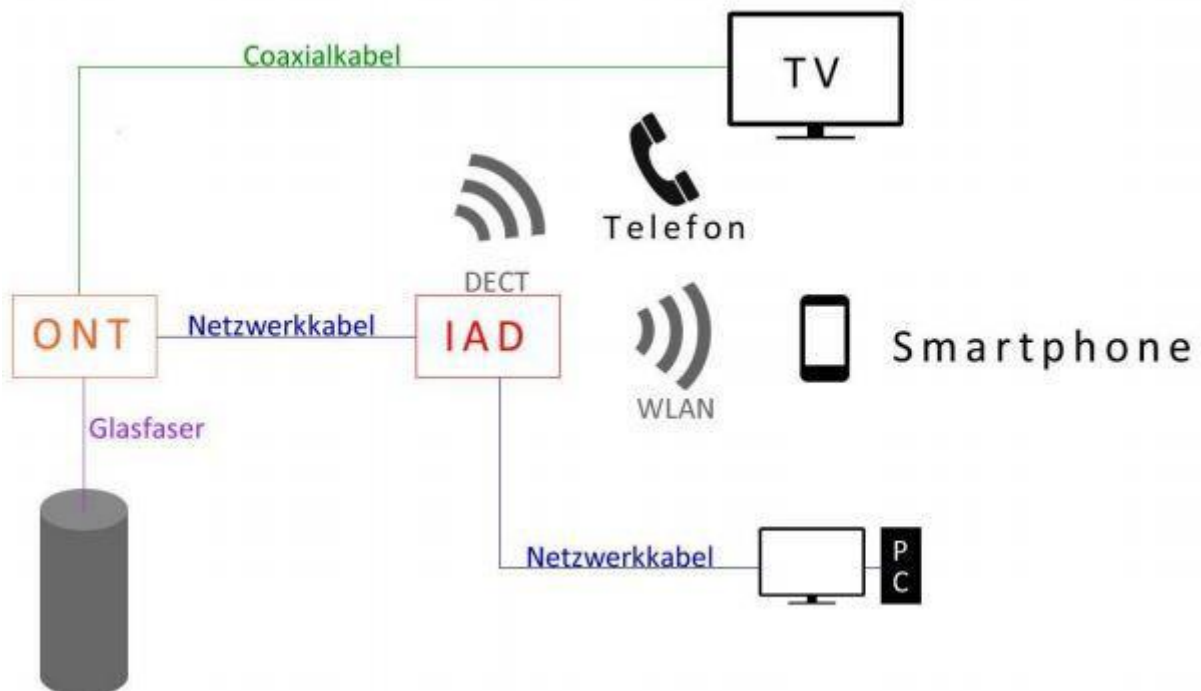 Coaxialkabel
TV
Telefon
DECT
ONT
Netzwerkkabel
IAD
Smartphone
WLAN
Glasfaser
Netzwerkkabel
P
C